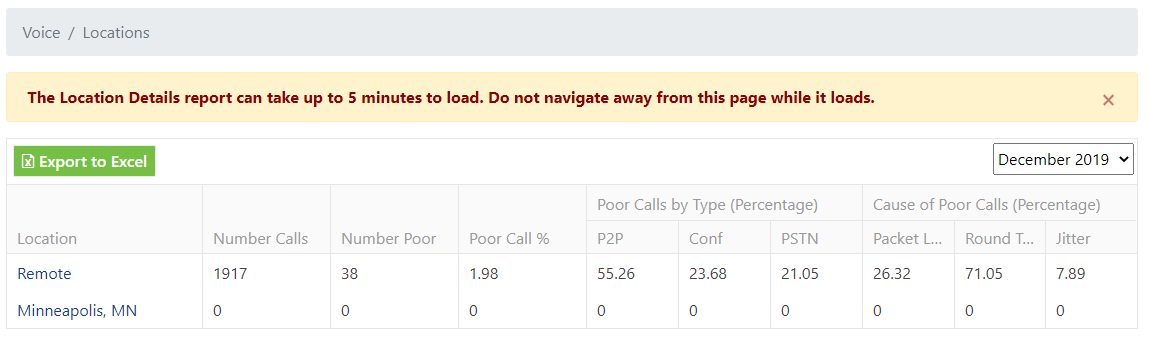 Voice / Locations
The Location Details report can take up to 5 minutes to load. Do not navigate away from this page while it loads. ×
Export to Excel December 2019
Poor Calls by Type (Percentage) Cause of Poor Calls (Percentage)
Location Number Calls Number Poor Poor Call % P2P Conf PSTN Packet L... Round T... Jitter
Remote 1917 38 1.98 55.26 23.68 21.05 26.32 71.05 7.89
Minneapolis, MN 0 0 0 0 0 0 0 0 0